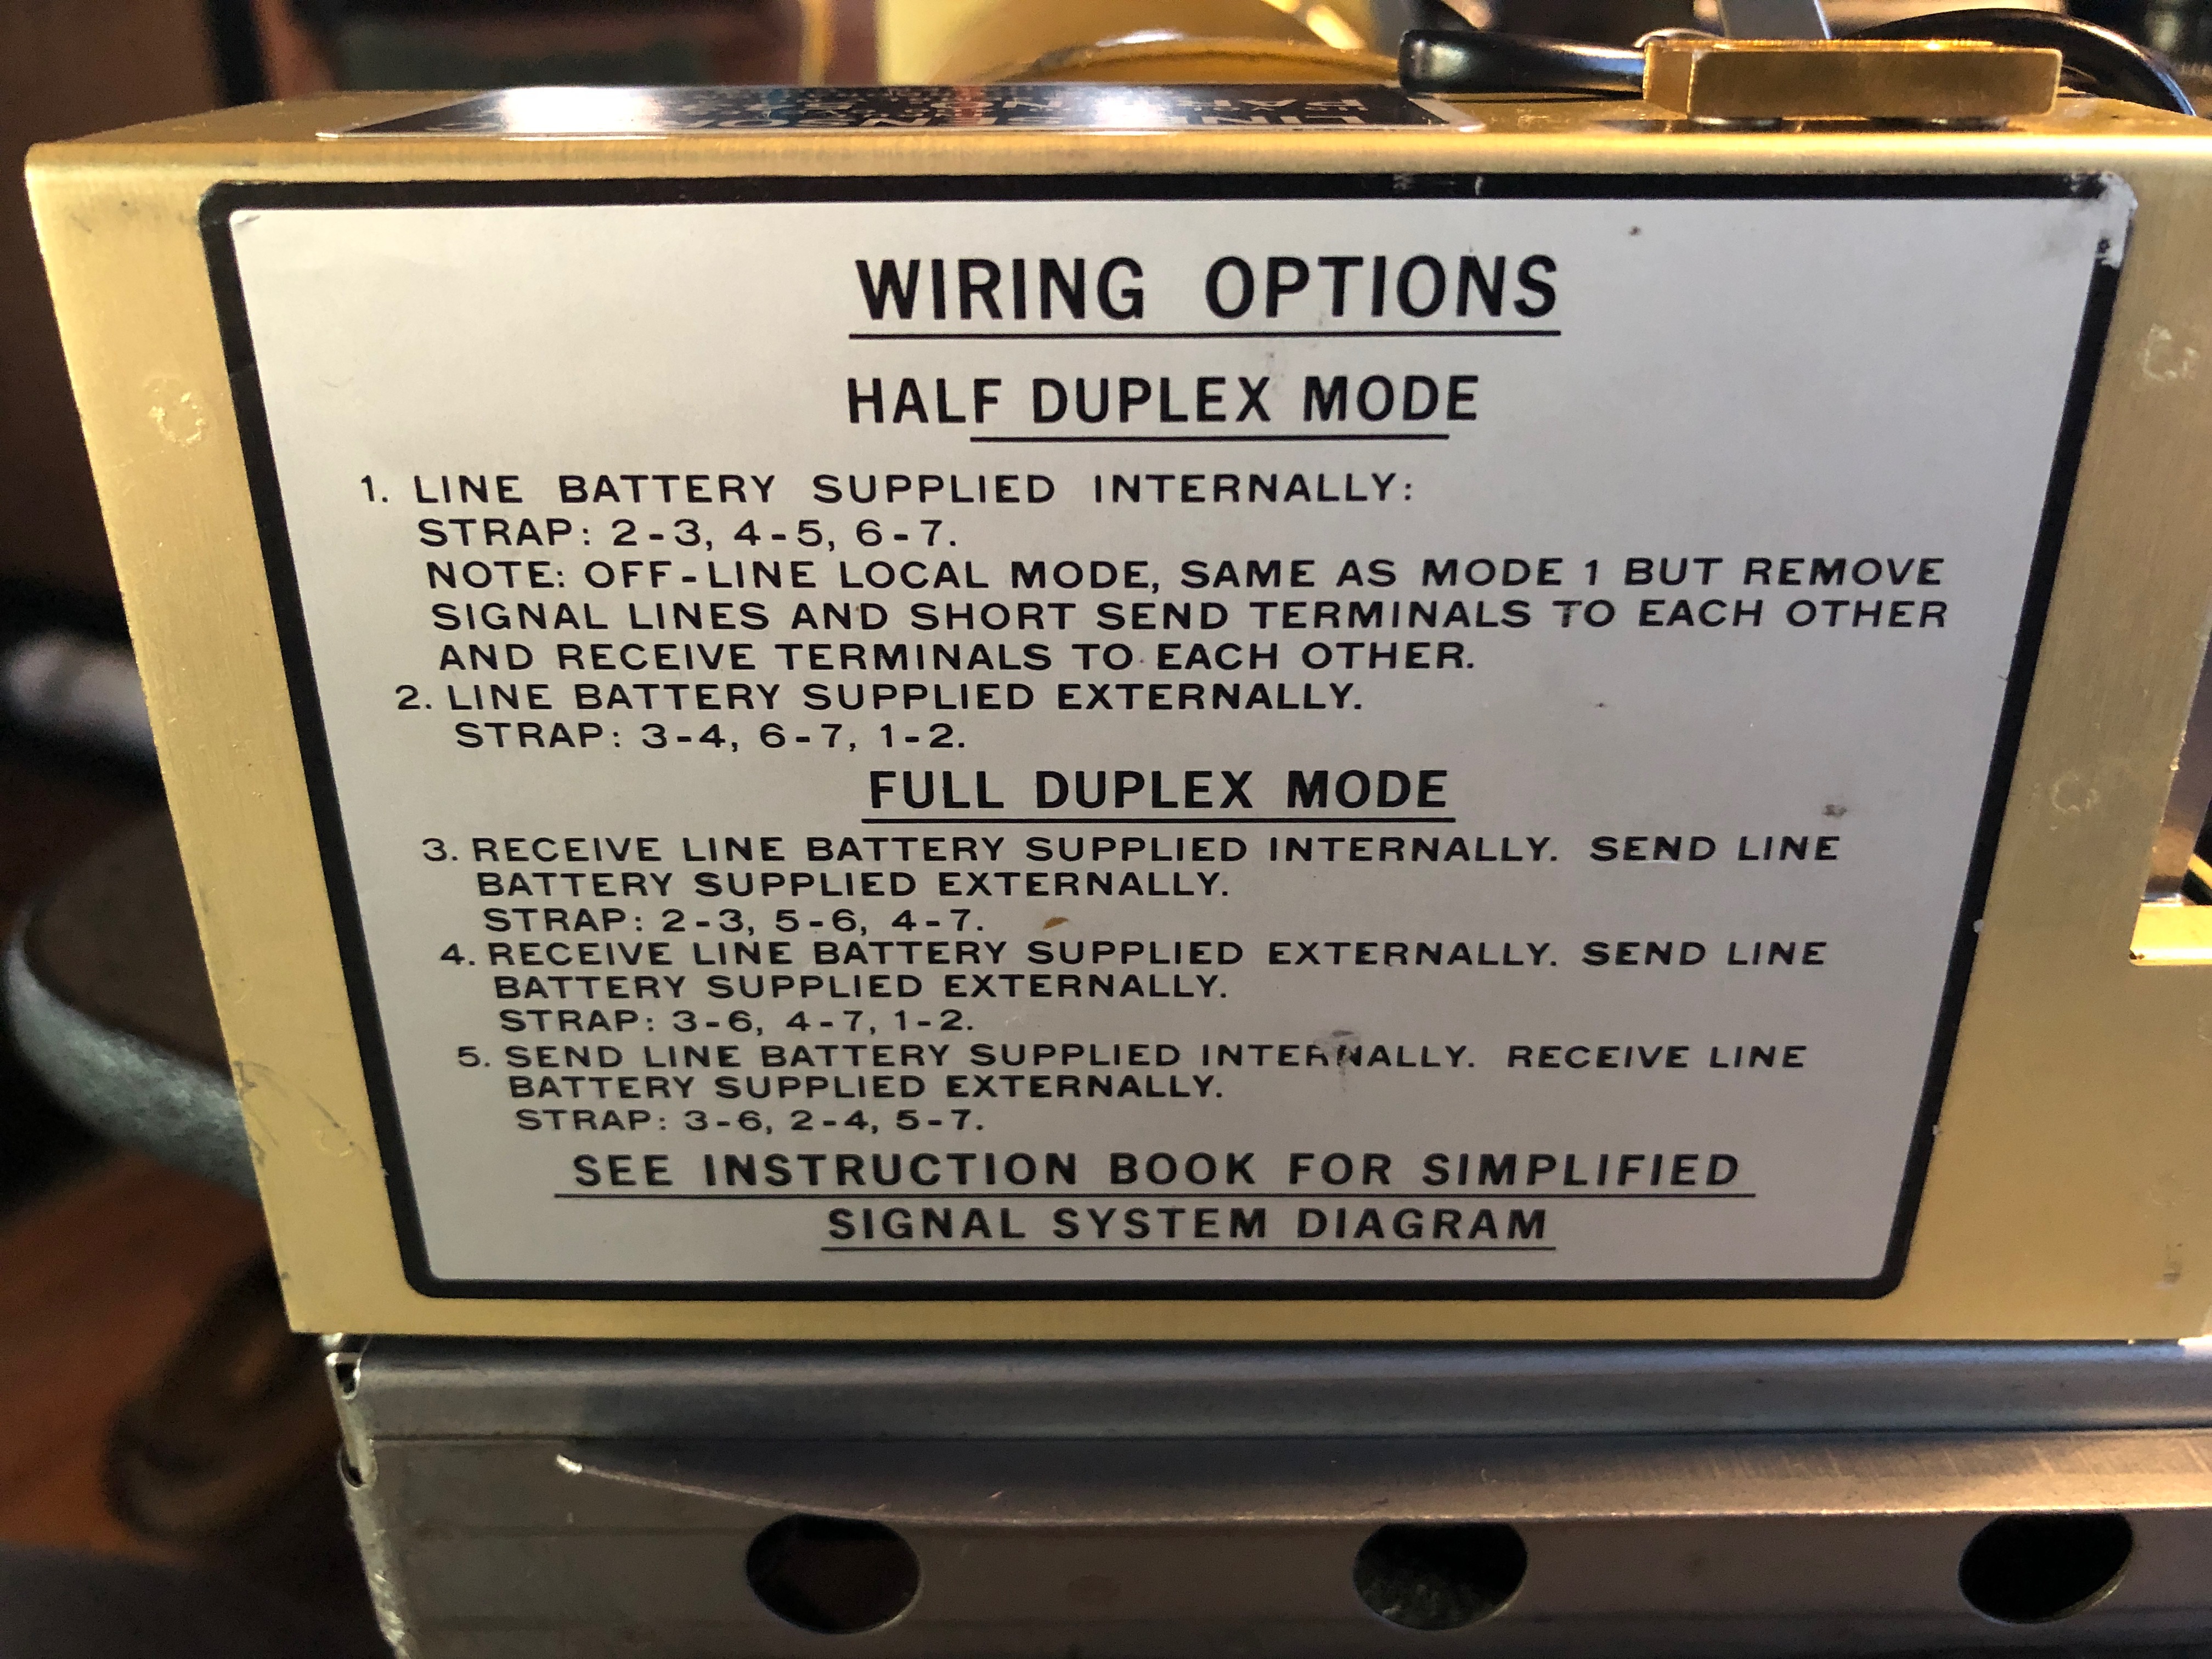 WIRING OPTIONS
HALF DUPLEX MODE
1. LINE BATTERY SUPPLIED INTERNALLY:
STRAP: 2-3, 4-5, 6-7.
NOTE: OFF-LINE LOCAL MODE, SAME AS MODE 1 BUT REMOVE
SIGNAL LINES AND SHORT SEND TERMINALS TO EACH OTHER
AND RECEIVE TERMINALS TO EACH OTHER.
2. LINE BATTERY SUPPLIED EXTERNALLY.
STRAP: 3-4, 6-7, 1-2.
FULL DUPLEX MODE
3. RECEIVE LINE BATTERY SUPPLIED INTERNALLY. SEND LINE
BATTERY SUPPLIED EXTERNALLY.
STRAP: 2-3, 5-6, 4-7.
4. RECEIVE LINE BATTERY SUPPLIED EXTERNALLY. SEND LINE
BATTERY SUPPLIED EXTERNALLY.
STRAP: 3-6, 4-7, 1-2.
5. SEND LINE BATTERY SUPPLIED INTERNALLY. RECEIVE LINE
BATTERY SUPPLIED EXTERNALLY.
STRAP: 3-6, 2-4, 5-7.
SEE INSTRUCTION BOOK FOR SIMPLIFIED
SIGNAL SYSTEM DIAGRAM